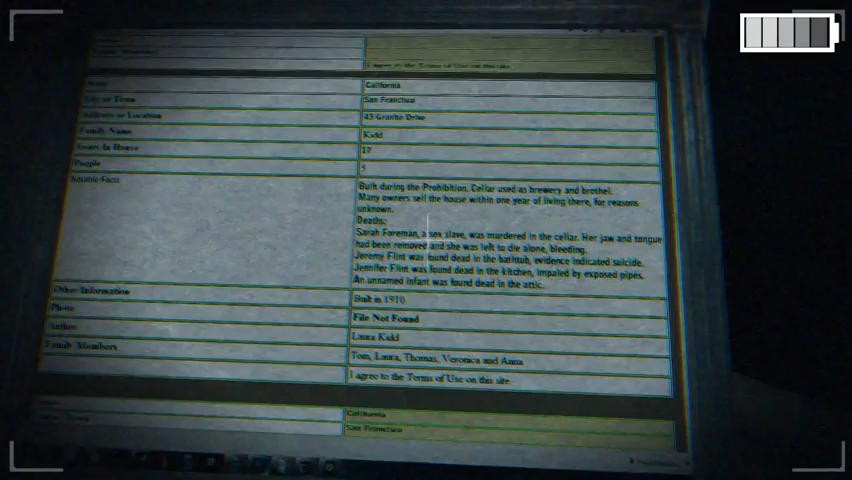 I agree to the Terms of Use on this site
State California
City or Town San Francisco
Address or Location 43 Granite Drive
Family Name Kidd
Years In House 17
People 5
Notable Facts
Built during the Prohibition. Cellar used as brewery and brothel.
Many owners sell the house within one year of living there, for reasons
unknown.
Deaths:
Sarah Foreman, a sex slave, was murdered in the cellar. Her jaw and tongue
had been removed and she was left to die alone, bleeding.
Jeremy Flint was found dead in the bathtub, evidence indicated suicide.
Jennifer Flint was found dead in the kitchen, impaled by exposed pipes.
An unnamed infant was found dead in the attic.
Other Information Built in 1910
Photo File Not Found
Author Laura Kidd
Family Members Tom, Laura, Thomas, Veronica and Anna
I agree to the Terms of Use on this site
California
San Francisco